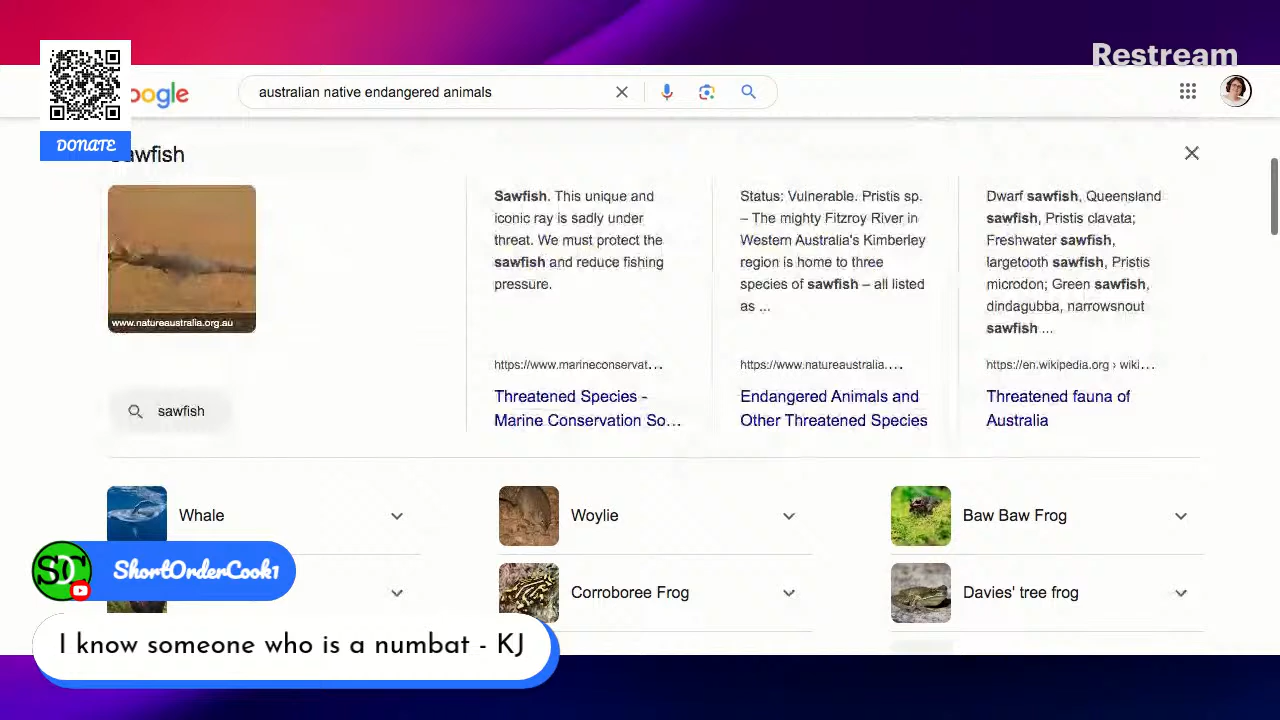 Restream
oogle
australian native endangered animals
DONATE
Sawfish
www.natureaustralia.org.au
sawfish
Sawfish. This unique and
iconic ray is sadly under
threat. We must protect the
sawfish and reduce fishing
pressure.
https://www.marineconservat...
Threatened Species -
Marine Conservation So...
Status: Vulnerable. Pristis sp.
– The mighty Fitzroy River in
Western Australia's Kimberley
region is home to three
species of sawfish – all listed
as ...
https://www.natureaustralia....
Endangered Animals and
Other Threatened Species
Dwarf sawfish, Queensland
sawfish, Pristis clavata;
Freshwater sawfish,
largetooth sawfish, Pristis
microdon; Green sawfish,
dindagubba, narrowsnout
sawfish ...
https://en.wikipedia.org › wiki...
Threatened fauna of
Australia
Whale
Woylie
Baw Baw Frog
Corroboree Frog
Davies' tree frog
SDC
ShortOrderCook1
I know someone who is a numbat - KJ